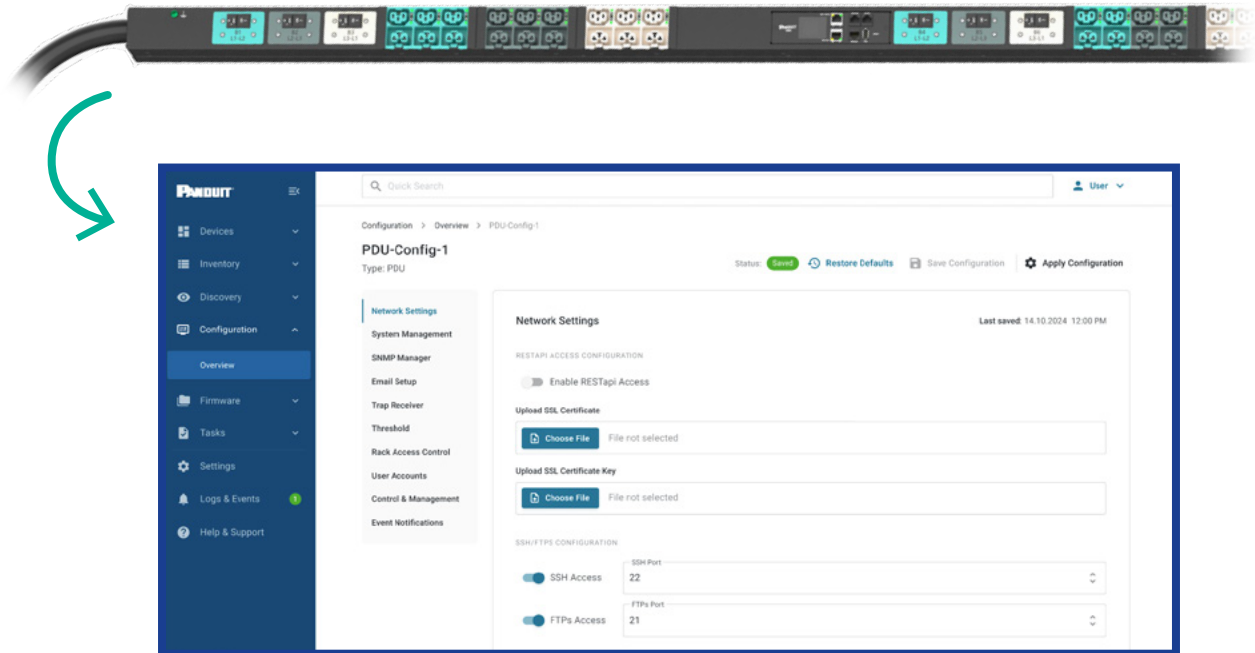 PANDUIT
Quick Search
User
Devices
Inventory
Discovery
Configuration
Overview
Firmware
Tasks
Settings
Logs & Events 1
Help & Support
Configuration > Overview > PDU-Config-1
PDU-Config-1
Type: PDU
Status: Saved Restore Defaults Save Configuration Apply Configuration
Network Settings
System Management
SNMP Manager
Email Setup
Trap Receiver
Threshold
Rack Access Control
User Accounts
Control & Management
Event Notifications
Network Settings
Last saved: 14.10.2024 12:00 PM
RESTAPI ACCESS CONFIGURATION
Enable RESTapi Access
Upload SSL Certificate
Choose File File not selected
Upload SSL Certificate Key
Choose File File not selected
SSH/FTPS CONFIGURATION
SSH Access
SSH Port
22
FTPs Access
FTPs Port
21